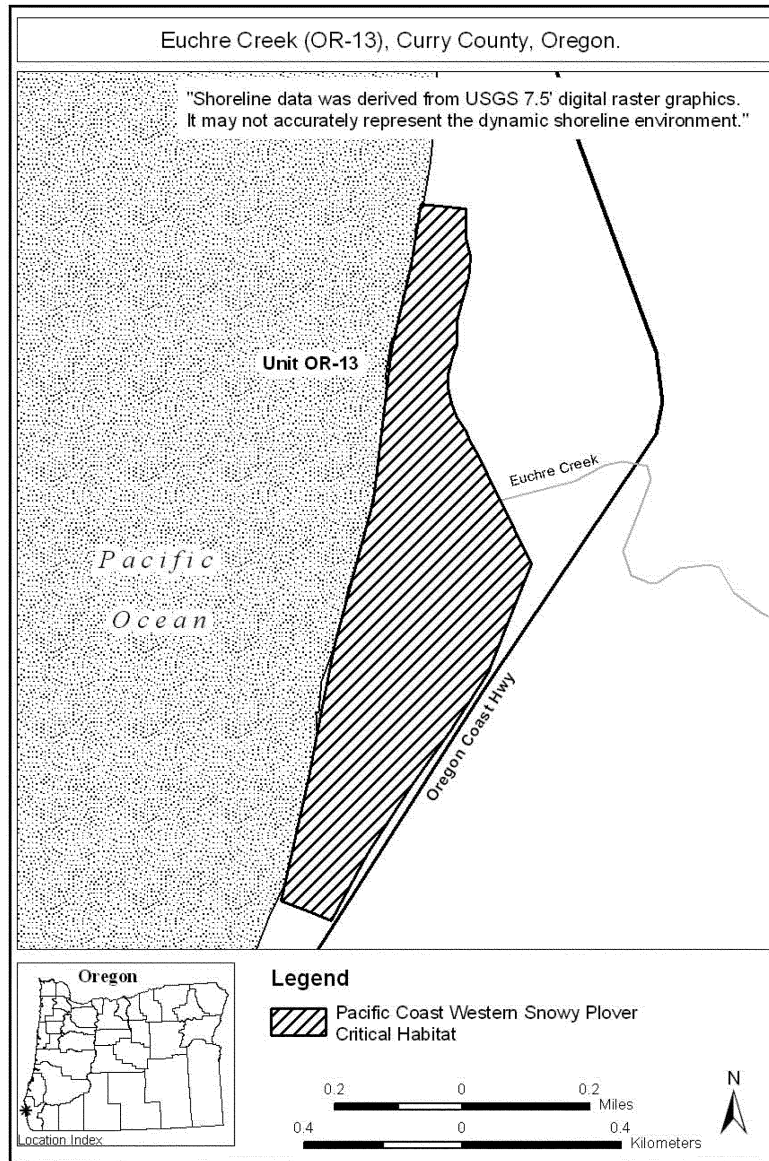 Euchre Creek (OR-13), Curry County, Oregon.
"Shoreline data was derived from USGS 7.5' digital raster graphics.
It may not accurately represent the dynamic shoreline environment."
Unit OR-13
Euchre Creek
Pacific
Ocean
Oregon Coast Hwy
Oregon
Location Index
Legend
Pacific Coast Western Snowy Plover
Critical Habitat
0.2 0 0.2
Miles
0.4 0 0.4
Kilometers
N